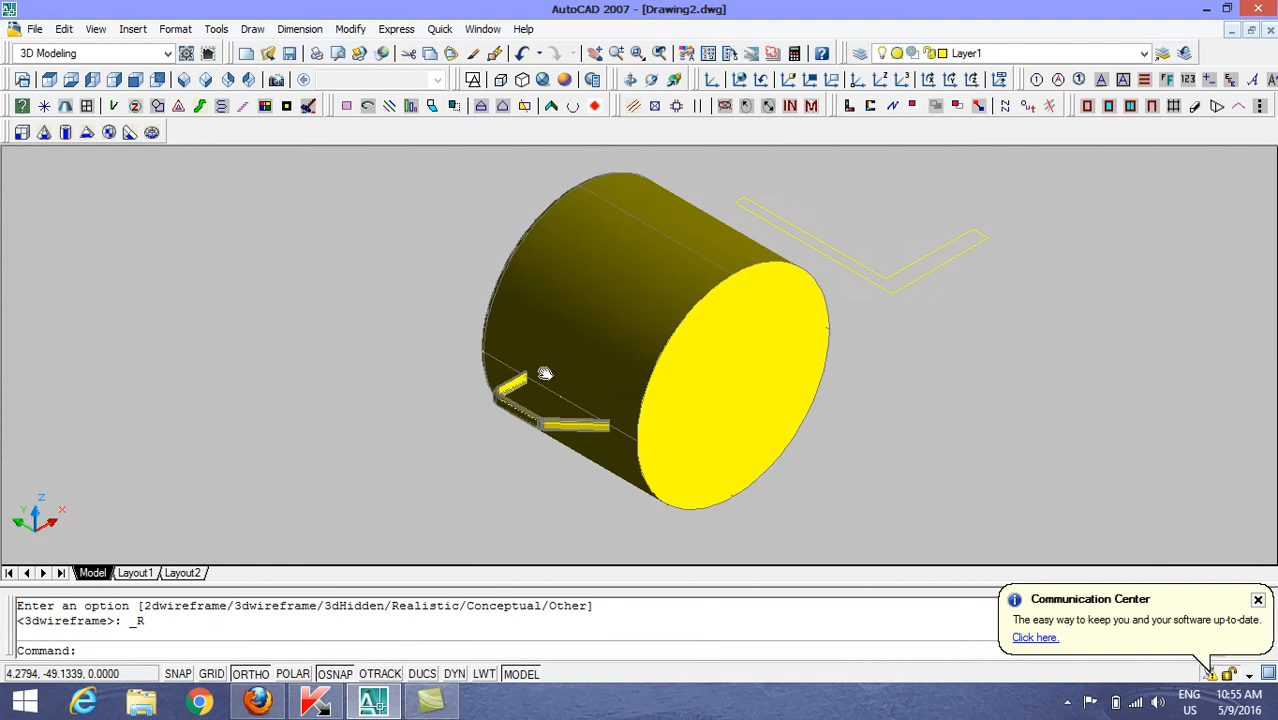 AutoCAD 2007 - [Drawing2.dwg]
File Edit View Insert Format Tools Draw Dimension Modify Express Quick Window Help
3D Modeling
Layer1
Z
X
Y
Model Layout1 Layout2
Enter an option [2dwireframe/3dwireframe/3dHidden/Realistic/Conceptual/Other]
<3dwireframe>: _R
Command:
Communication Center
The easy way to keep you and your software up-to-date.
Click here.
4.2794, -49.1339, 0.0000 SNAP GRID ORTHO POLAR OSNAP OTRACK DUCS DYN LWT MODEL
ENG 10:55 AM
US 5/9/2016